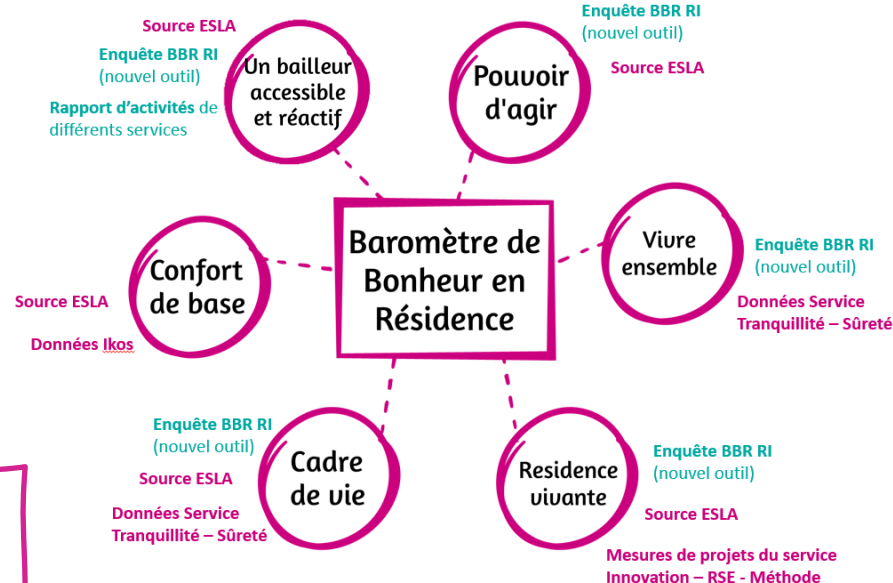 Source ESLA
Enquête BBR RI
(nouvel outil)
Rapport d'activités de
différents services
Un bailleur
accessible
et réactif
Enquête BBR RI
(nouvel outil)
Source ESLA
Pouvoir
d'agir
Baromètre de
Bonheur en
Résidence
Vivre
ensemble
Enquête BBR RI
(nouvel outil)
Données Service
Tranquillité – Sûreté
Confort
de base
Source ESLA
Données Ikos
Enquête BBR RI
(nouvel outil)
Source ESLA
Données Service
Tranquillité – Sûreté
Cadre
de vie
Residence
vivante
Enquête BBR RI
(nouvel outil)
Source ESLA
Mesures de projets du service
Innovation – RSE - Méthode